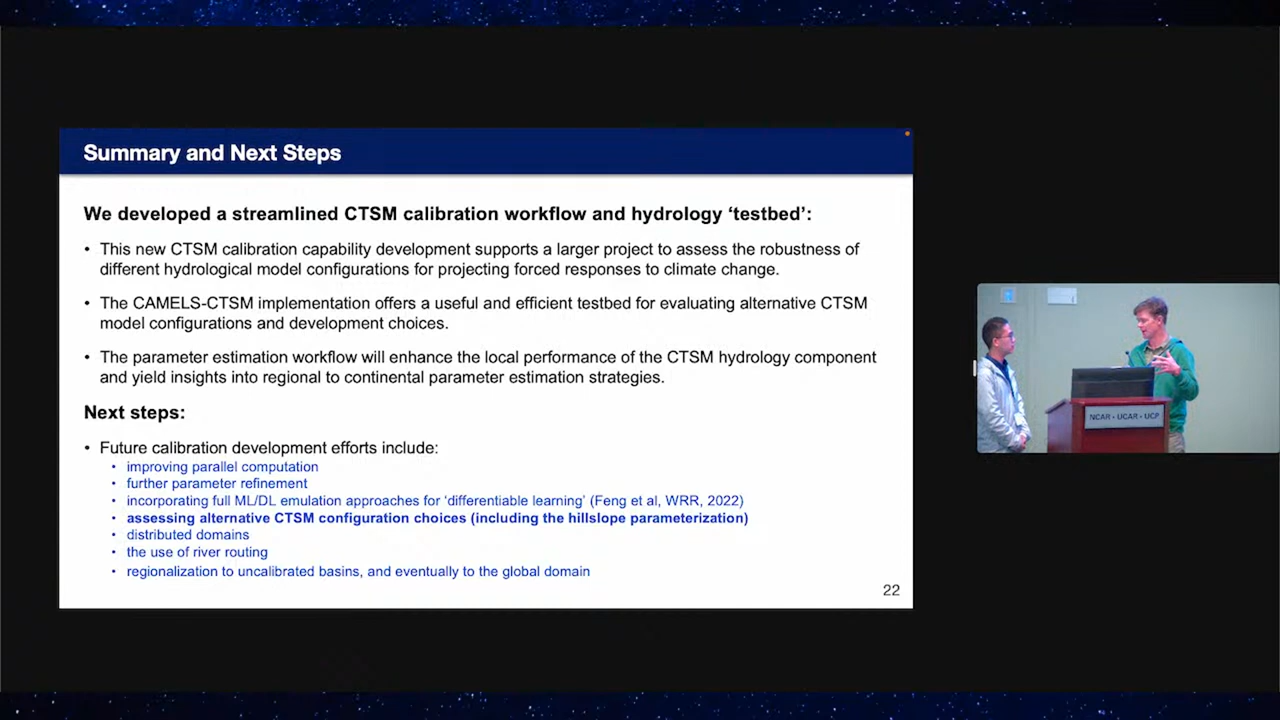 Summary and Next Steps
We developed a streamlined CTSM calibration workflow and hydrology ‘testbed’:
• This new CTSM calibration capability development supports a larger project to assess the robustness of
different hydrological model configurations for projecting forced responses to climate change.
• The CAMELS-CTSM implementation offers a useful and efficient testbed for evaluating alternative CTSM
model configurations and development choices.
• The parameter estimation workflow will enhance the local performance of the CTSM hydrology component
and yield insights into regional to continental parameter estimation strategies.
Next steps:
• Future calibration development efforts include:
• improving parallel computation
• further parameter refinement
• incorporating full ML/DL emulation approaches for ‘differentiable learning’ (Feng et al, WRR, 2022)
• assessing alternative CTSM configuration choices (including the hillslope parameterization)
• distributed domains
• the use of river routing
• regionalization to uncalibrated basins, and eventually to the global domain
22
NCAR • UCAR • UCP